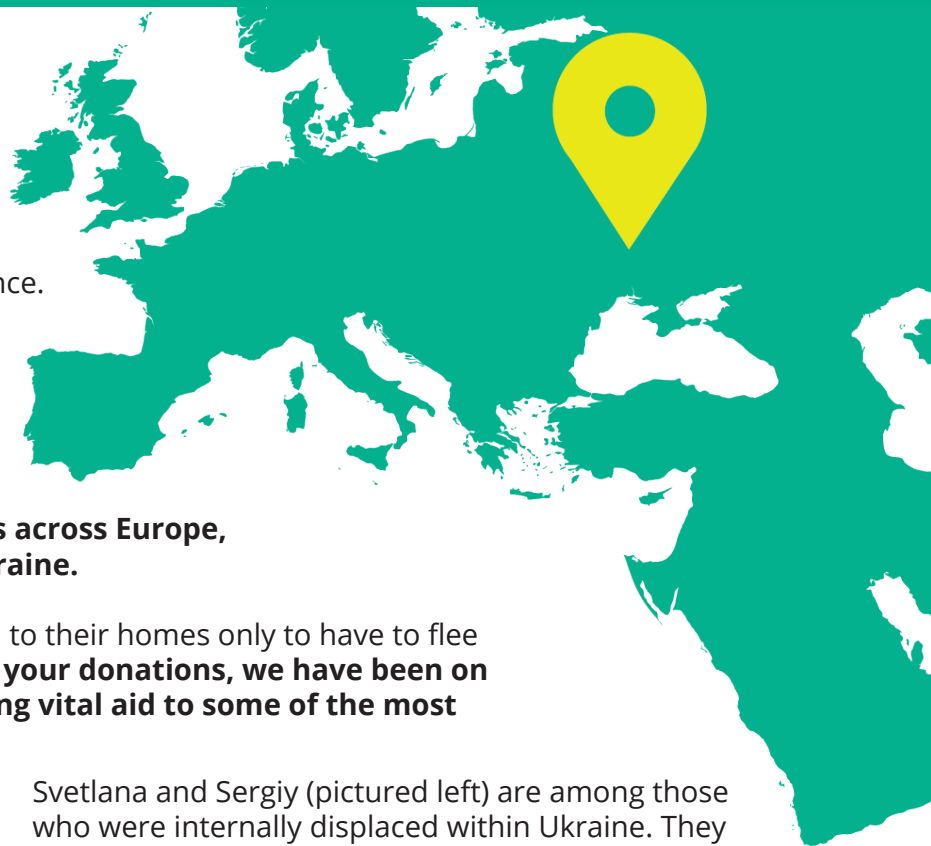 nce.
s across Europe,
raine.
to their homes only to have to flee
your donations, we have been on
ng vital aid to some of the most
Svetlana and Sergiy (pictured left) are among those
who were internally displaced within Ukraine. They